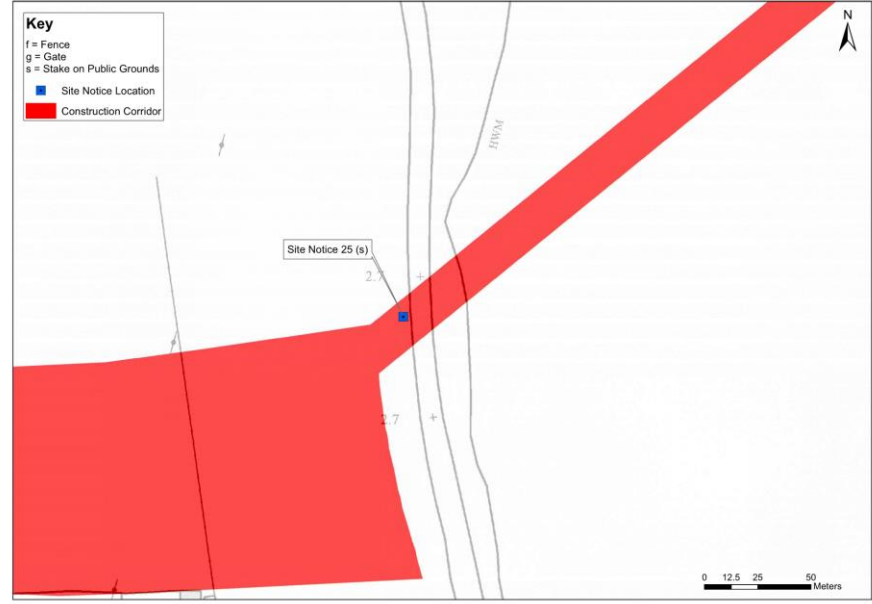 Key
f = Fence
g = Gate
s = Stake on Public Grounds
Site Notice Location
Construction Corridor
N
HWM
Site Notice 25 (s)
2.7
2.7
0 12.5 25 50
Meters